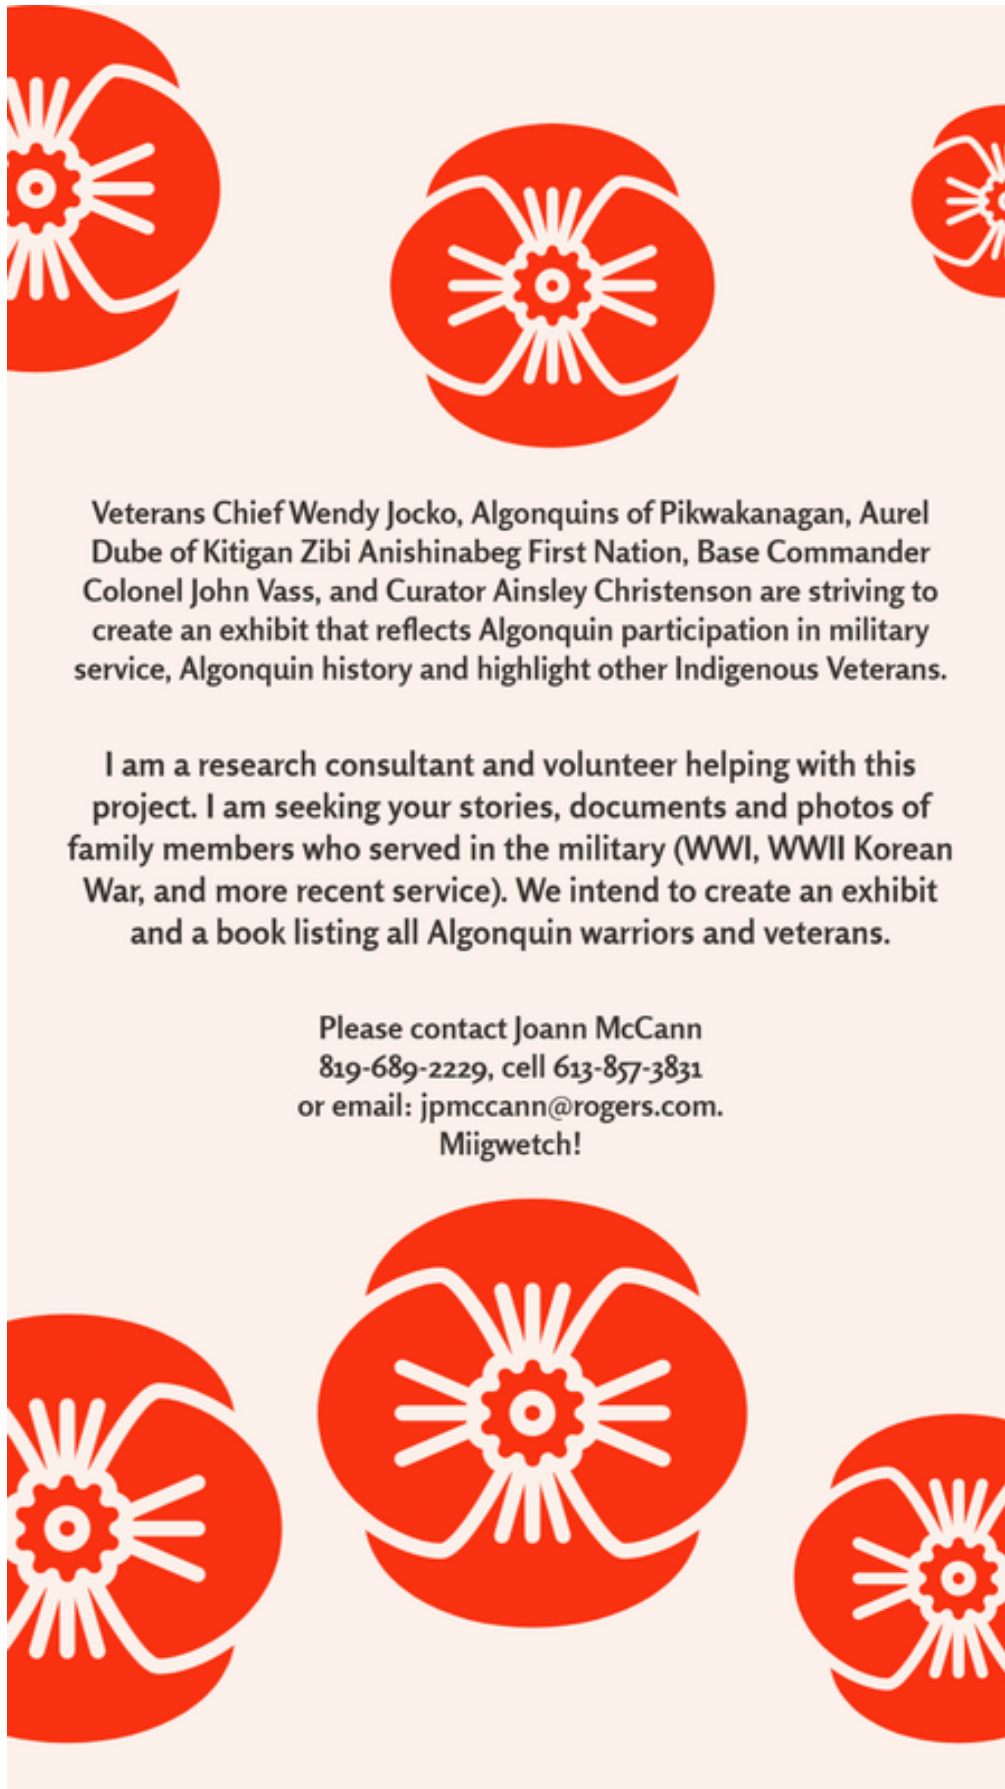 Veterans Chief Wendy Jocko, Algonquins of Pikwakanagan, Aurel
Dube of Kitigan Zibi Anishinabeg First Nation, Base Commander
Colonel John Vass, and Curator Ainsley Christenson are striving to
create an exhibit that reflects Algonquin participation in military
service, Algonquin history and highlight other Indigenous Veterans.
I am a research consultant and volunteer helping with this
project. I am seeking your stories, documents and photos of
family members who served in the military (WWI, WWII Korean
War, and more recent service). We intend to create an exhibit
and a book listing all Algonquin warriors and veterans.
Please contact Joann McCann
819-689-2229, cell 613-857-3831
or email: jpmccann@rogers.com.
Miigwetch!